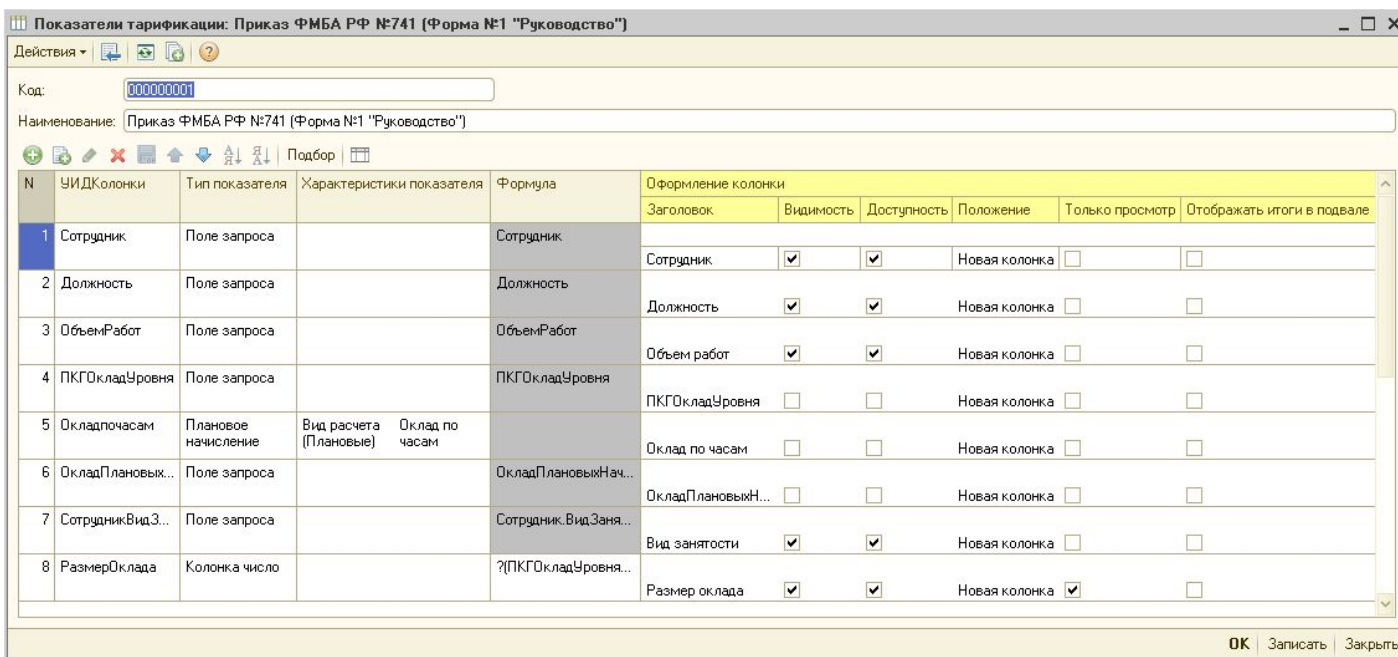 Показатели тарификации: Приказ ФМБА РФ №741 (Форма №1 "Руководство")
Действия
Код: 000000001
Наименование: Приказ ФМБА РФ №741 (Форма №1 "Руководство")
Подбор
N УИДКолонки Тип показателя Характеристики показателя Формула Оформление колонки
Заголовок Видимость Доступность Положение Только просмотр Отображать итоги в подвале
1 Сотрудник Поле запроса Сотрудник
Сотрудник Новая колонка
2 Должность Поле запроса Должность
Должность Новая колонка
3 ОбъемРабот Поле запроса ОбъемРабот
Объем работ Новая колонка
4 ПКГОкладУровня Поле запроса ПКГОкладУровня
ПКГОкладУровня Новая колонка
5 Окладпочасам Плановое Вид расчета Оклад по
начисление (Плановые) часам
Оклад по часам Новая колонка
6 ОкладПлановых... Поле запроса ОкладПлановыхНач...
ОкладПлановыхН... Новая колонка
7 СотрудникВидЗ... Поле запроса Сотрудник.ВидЗаня...
Вид занятости Новая колонка
8 РазмерОклада Колонка число ?(ПКГОкладУровня...
Размер оклада Новая колонка
OK Записать Закрыть